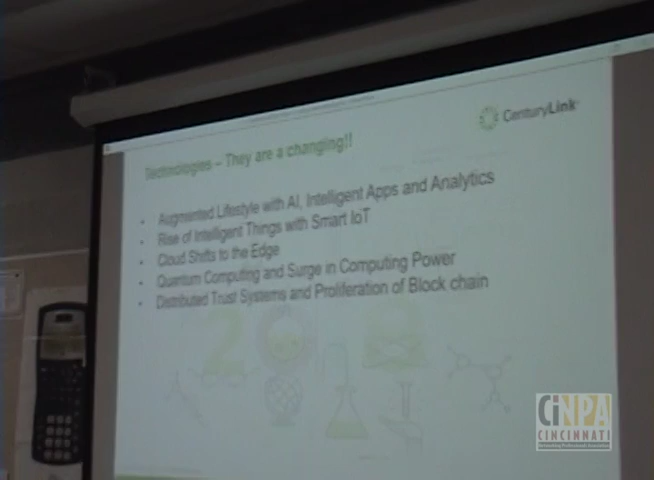 CenturyLink
Technologies – They are a changing!!
• Augmented Lifestyle with AI, Intelligent Apps and Analytics
• Rise of Intelligent Things with Smart IoT
• Cloud Shifts to the Edge
• Quantum Computing and Surge in Computing Power
• Distributed Trust Systems and Proliferation of Block chain
CiNPA
CINCINNATI